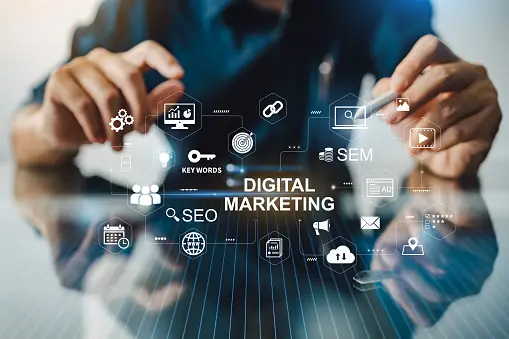 KEY WORDS
SEM
DIGITAL
MARKETING
AD
SEO